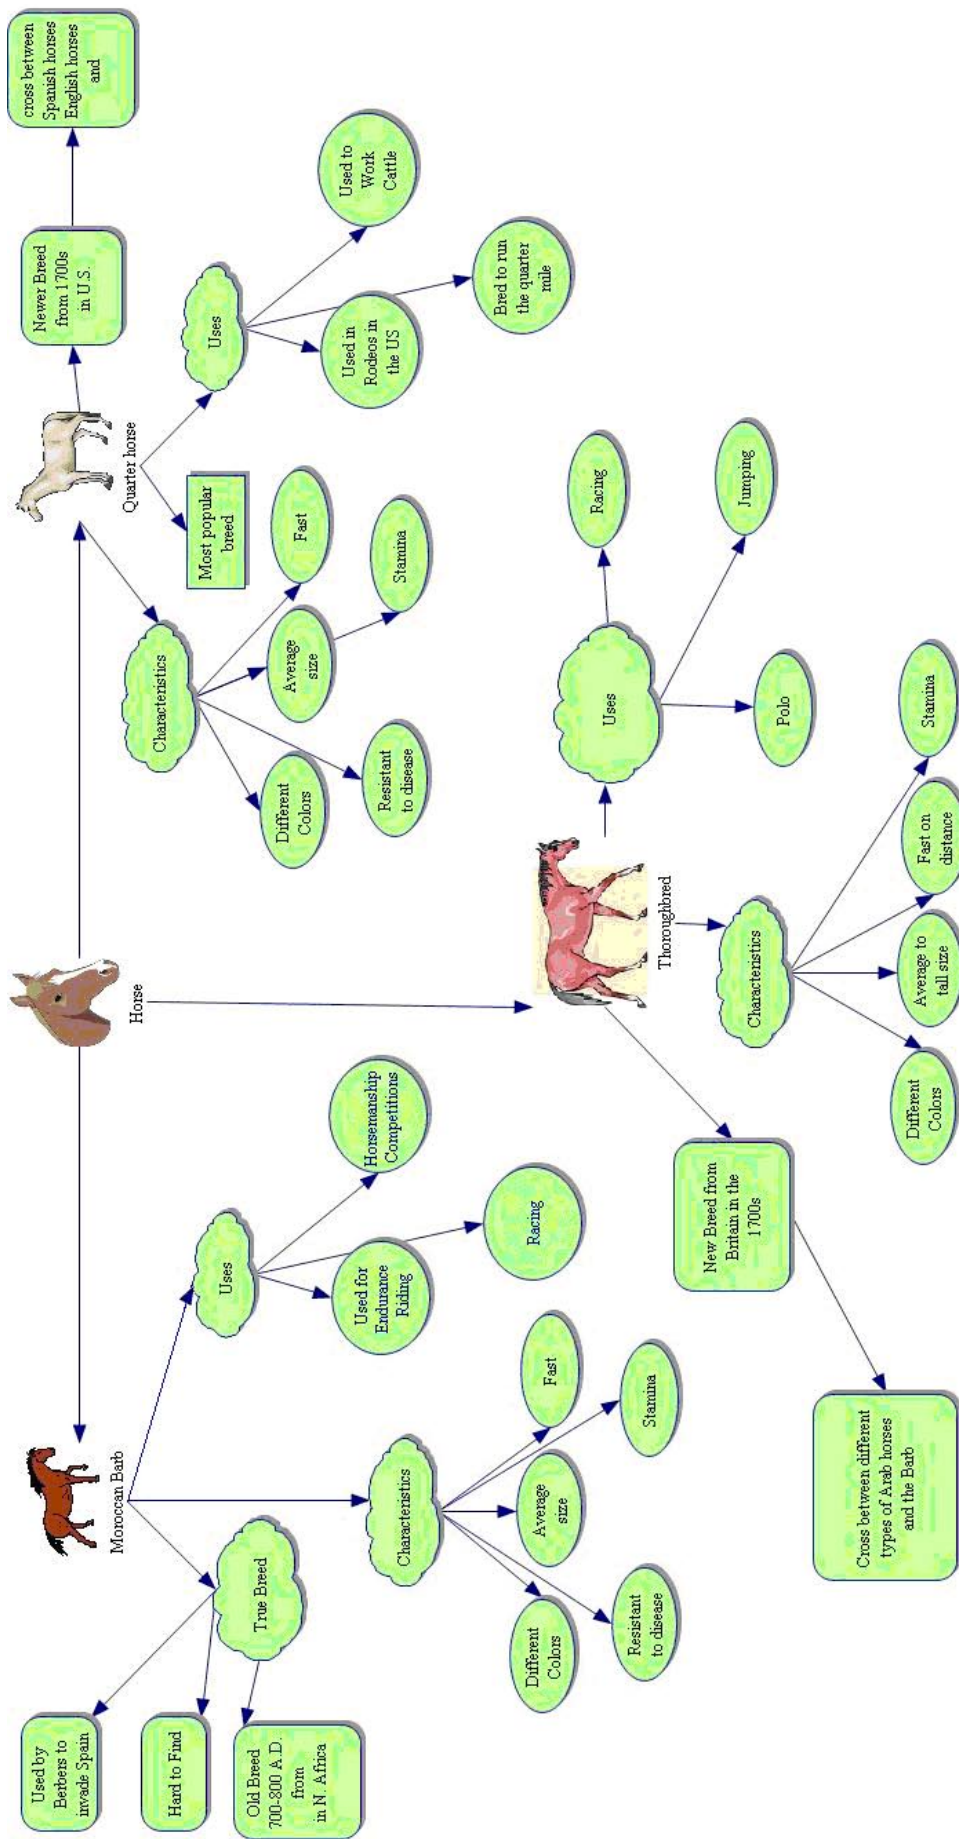 Horse
Moroccan Barb
True Breed
Used by
Berbers to
invade Spain
Hard to Find
Old Breed
700-800 A.D.
from
in N. Africa
Uses
Used for
Endurance
Riding
Horsemanship
Competitions
Racing
Characteristics
Different
Colors
Resistant
to disease
Average
size
Fast
Stamina
Thoroughbred
New Breed from
Britain in the
1700s
Cross between different
types of Arab horses
and the Barb
Characteristics
Different
Colors
Average to
tall size
Fast on
distance
Stamina
Uses
Polo
Racing
Jumping
Quarter horse
Characteristics
Different
Colors
Resistant
to disease
Average
size
Fast
Stamina
Most popular
breed
Uses
Used in
Rodeos in
the US
Bred to run
the quarter
mile
Used to
Work
Cattle
Newer Breed
from 1700s
in U.S.
cross between
Spanish horses
English horses
and